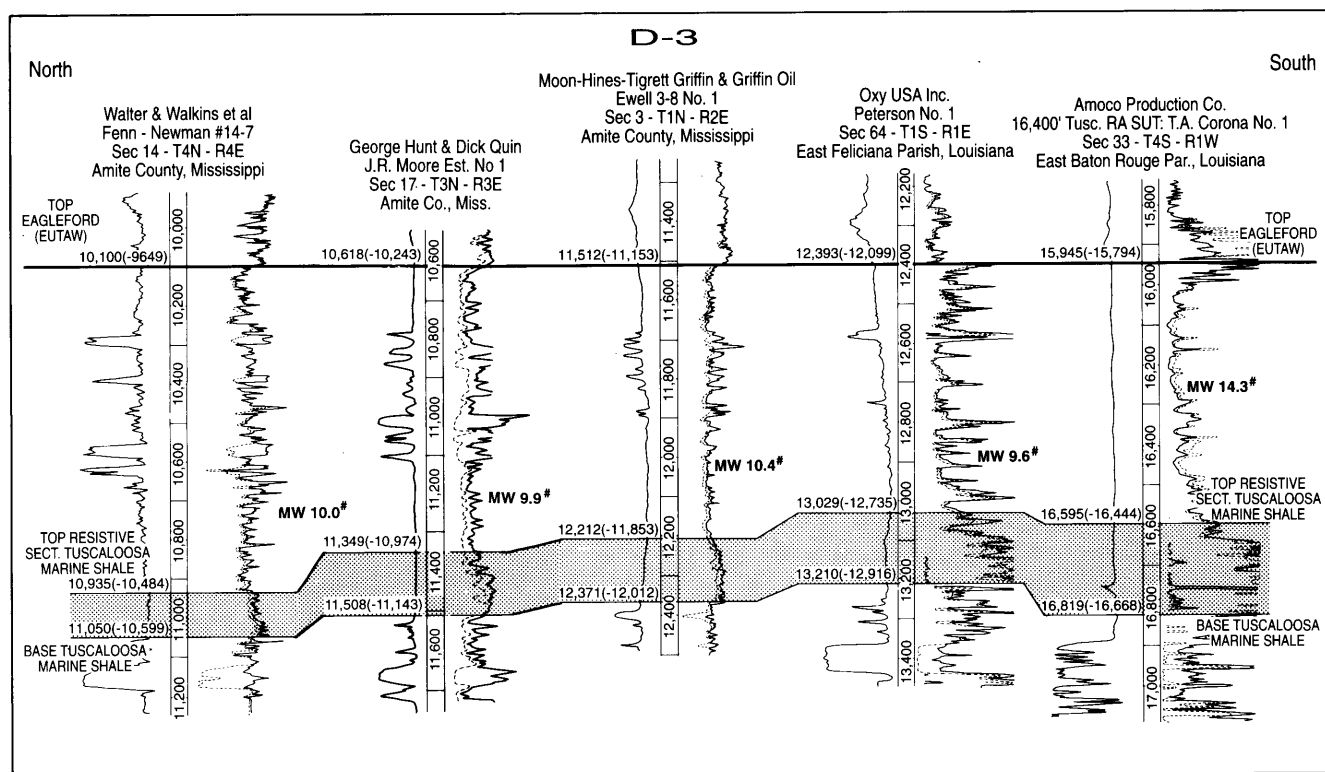 D-3
North
South
Walter & Walkins et al
Fenn - Newman #14-7
Sec 14 - T4N - R4E
Amite County, Mississippi
George Hunt & Dick Quin
J.R. Moore Est. No 1
Sec 17 - T3N - R3E
Amite Co., Miss.
Moon-Hines-Tigrett Griffin & Griffin Oil
Ewell 3-8 No. 1
Sec 3 - T1N - R2E
Amite County, Mississippi
Oxy USA Inc.
Peterson No. 1
Sec 64 - T1S - R1E
East Feliciana Parish, Louisiana
Amoco Production Co.
16,400' Tusc. RA SUT: T.A. Corona No. 1
Sec 33 - T4S - R1W
East Baton Rouge Par., Louisiana
TOP
EAGLEFORD
(EUTAW)
10,100(-9649)
10,000
10,200
10,400
10,600
10,800
11,000
11,200
MW 10.0#
TOP RESISTIVE
SECT. TUSCALOOSA
MARINE SHALE
10,935(-10,484)
11,050(-10,599)
BASE TUSCALOOSA
MARINE SHALE
10,618(-10,243)
10,600
10,800
11,000
11,200
11,400
11,600
MW 9.9#
11,349(-10,974)
11,508(-11,143)
11,512(-11,153)
11,400
11,600
11,800
12,000
12,200
12,400
MW 10.4#
12,212(-11,853)
12,371(-12,012)
12,393(-12,099)
12,200
12,400
12,600
12,800
13,000
13,200
13,400
MW 9.6#
13,029(-12,735)
13,210(-12,916)
15,945(-15,794)
15,800
16,000
16,200
16,400
16,600
16,800
17,000
MW 14.3#
16,595(-16,444)
16,819(-16,668)
TOP
EAGLEFORD
(EUTAW)
TOP RESISTIVE
SECT. TUSCALOOSA
MARINE SHALE
BASE TUSCALOOSA
MARINE SHALE